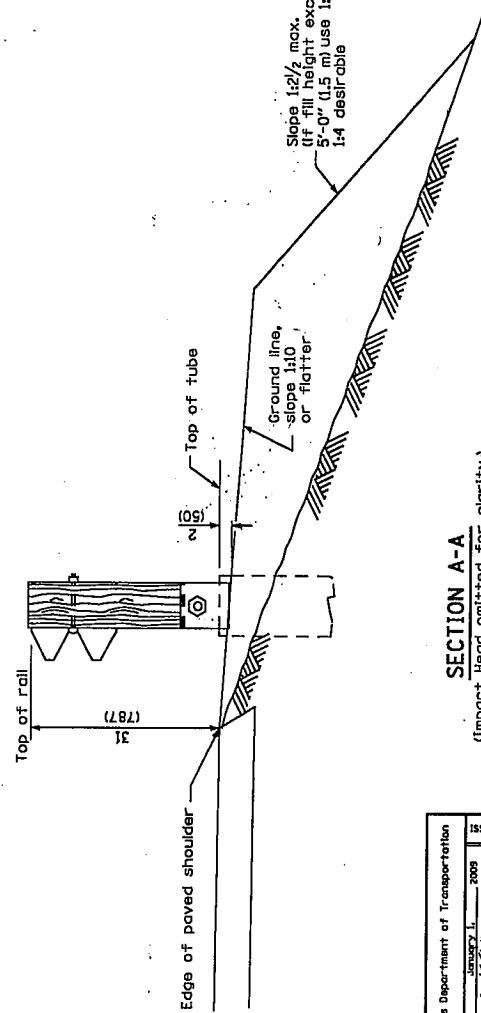 Top of rail
31
(787)
Edge of paved shoulder
2
(50)
Top of tube
Ground line,
slope 1:10
or flatter
Slope 1:2 1/2 max.
(If fill height exc
5'-0" (1.5 m) use 1:
1:4 desirable
SECTION A-A
(Impact Head omitted for clarity)
s Department of Transportation
January 1, 2009